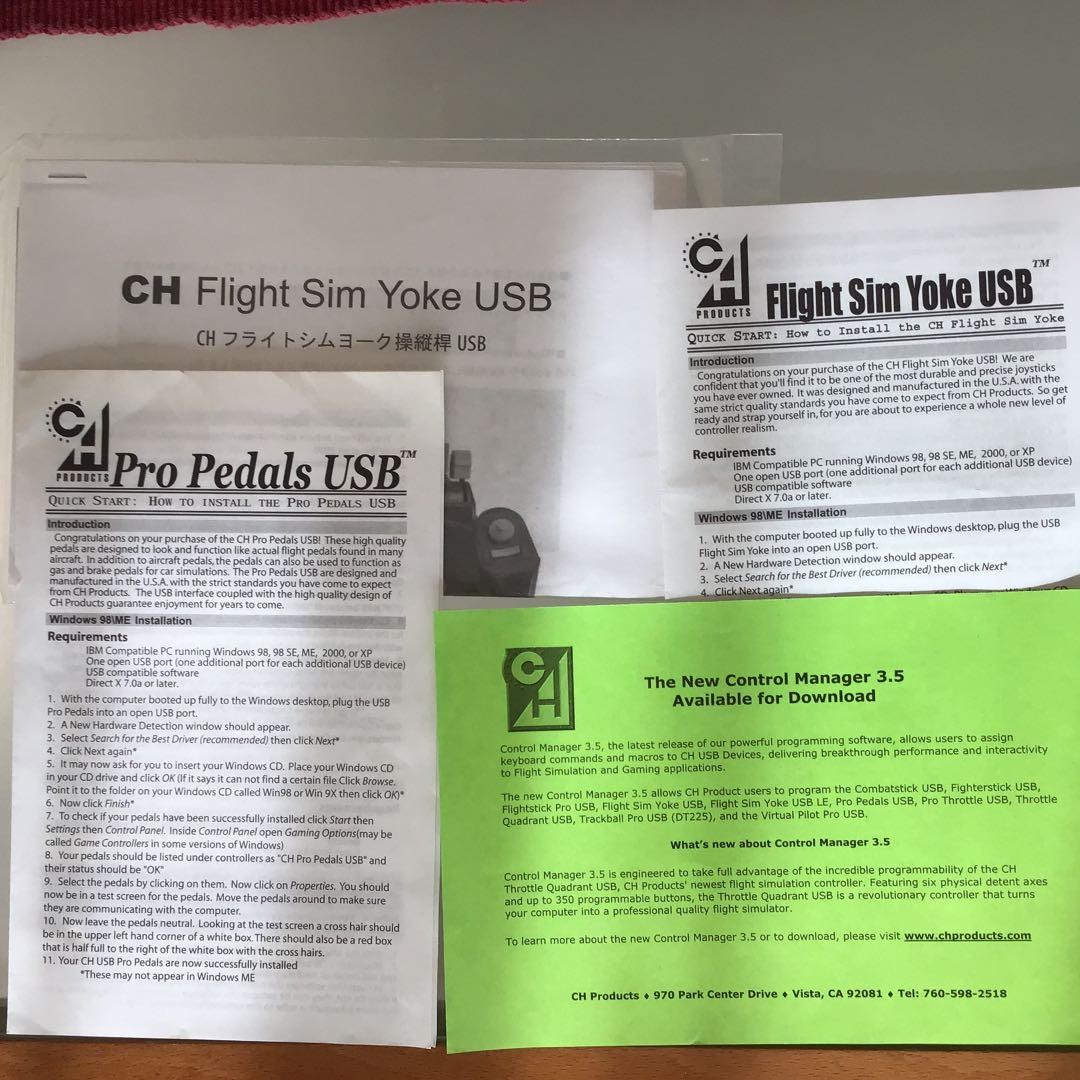 CH Flight Sim Yoke USB
CH フライトシムヨーク操縦桿 USB
CH
PRODUCTS
Flight Sim Yoke USB™
QUICK START: How to Install the CH Flight Sim Yoke
Introduction
Congratulations on your purchase of the CH Flight Sim Yoke USB! We are
confident that you'll find it to be one of the most durable and precise joysticks
you have ever owned. It was designed and manufactured in the U.S.A. with the
same strict quality standards you have come to expect from CH Products. So get
ready and strap yourself in, for you are about to experience a whole new level of
controller realism.
Requirements
IBM Compatible PC running Windows 98, 98 SE, ME, 2000, or XP
One open USB port (one additional port for each additional USB device)
USB compatible software
Direct X 7.0a or later.
Windows 98\ME Installation
1. With the computer booted up fully to the Windows desktop, plug the USB
Flight Sim Yoke into an open USB port.
2. A New Hardware Detection window should appear.
3. Select Search for the Best Driver (recommended) then click Next*
4. Click Next again*
CH
PRODUCTS
Pro Pedals USB™
QUICK START: HOW TO INSTALL THE PRO PEDALS USB
Introduction
Congratulations on your purchase of the CH Pro Pedals USB! These high quality
pedals are designed to look and function like actual flight pedals found in many
aircraft. In addition to aircraft pedals, the pedals can also be used to function as
gas and brake pedals for car simulations. The Pro Pedals USB are designed and
manufactured in the U.S.A. with the strict standards you have come to expect
from CH Products. The USB interface coupled with the high quality design of
CH Products guarantee enjoyment for years to come.
Windows 98\ME Installation
Requirements
IBM Compatible PC running Windows 98, 98 SE, ME, 2000, or XP
One open USB port (one additional port for each additional USB device)
USB compatible software
Direct X 7.0a or later.
1. With the computer booted up fully to the Windows desktop, plug the USB
Pro Pedals into an open USB port.
2. A New Hardware Detection window should appear.
3. Select Search for the Best Driver (recommended) then click Next*
4. Click Next again*
5. It may now ask for you to insert your Windows CD. Place your Windows CD
in your CD drive and click OK (If it says it can not find a certain file Click Browse.
Point it to the folder on your Windows CD called Win98 or Win 9X then click OK)*
6. Now click Finish*
7. To check if your pedals have been successfully installed click Start then
Settings then Control Panel. Inside Control Panel open Gaming Options(may be
called Game Controllers in some versions of Windows)
8. Your pedals should be listed under controllers as "CH Pro Pedals USB" and
their status should be "OK"
9. Select the pedals by clicking on them. Now click on Properties. You should
now be in a test screen for the pedals. Move the pedals around to make sure
they are communicating with the computer.
10. Now leave the pedals neutral. Looking at the test screen a cross hair should
be in the upper left hand corner of a white box. There should also be a red box
that is half full to the right of the white box with the cross hairs.
11. Your CH USB Pro Pedals are now successfully installed
*These may not appear in Windows ME
CH
The New Control Manager 3.5
Available for Download
Control Manager 3.5, the latest release of our powerful programming software, allows users to assign
keyboard commands and macros to CH USB Devices, delivering breakthrough performance and interactivity
to Flight Simulation and Gaming applications.
The new Control Manager 3.5 allows CH Product users to program the Combatstick USB, Fighterstick USB,
Flightstick Pro USB, Flight Sim Yoke USB, Flight Sim Yoke USB LE, Pro Pedals USB, Pro Throttle USB, Throttle
Quadrant USB, Trackball Pro USB (DT225), and the Virtual Pilot Pro USB.
What's new about Control Manager 3.5
Control Manager 3.5 is engineered to take full advantage of the incredible programability of the CH
Throttle Quadrant USB, CH Products' newest flight simulation controller. Featuring six physical detent axes
and up to 350 programmable buttons, the Throttle Quadrant USB is a revolutionary controller that turns
your computer into a professional quality flight simulator.
To learn more about the new Control Manager 3.5 or to download, please visit www.chproducts.com
CH Products ♦ 970 Park Center Drive ♦ Vista, CA 92081 ♦ Tel: 760-598-2518